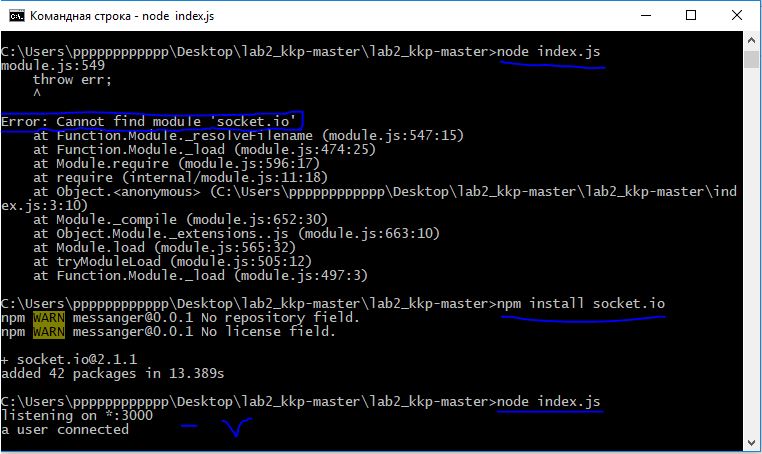 Командная строка - node index.js
C:\Users\pppppppppppp\Desktop\lab2_kkp-master\lab2_kkp-master>node index.js
module.js:549
    throw err;
    ^
Error: Cannot find module 'socket.io'
    at Function.Module._resolveFilename (module.js:547:15)
    at Function.Module._load (module.js:474:25)
    at Module.require (module.js:596:17)
    at require (internal/module.js:11:18)
    at Object.<anonymous> (C:\Users\pppppppppppp\Desktop\lab2_kkp-master\lab2_kkp-master\ind
ex.js:3:10)
    at Module._compile (module.js:652:30)
    at Object.Module._extensions..js (module.js:663:10)
    at Module.load (module.js:565:32)
    at tryModuleLoad (module.js:505:12)
    at Function.Module._load (module.js:497:3)
C:\Users\pppppppppppp\Desktop\lab2_kkp-master\lab2_kkp-master>npm install socket.io
npm WARN messanger@0.0.1 No repository field.
npm WARN messanger@0.0.1 No license field.
+ socket.io@2.1.1
added 42 packages in 13.389s
C:\Users\pppppppppppp\Desktop\lab2_kkp-master\lab2_kkp-master>node index.js
listening on *:3000
a user connected